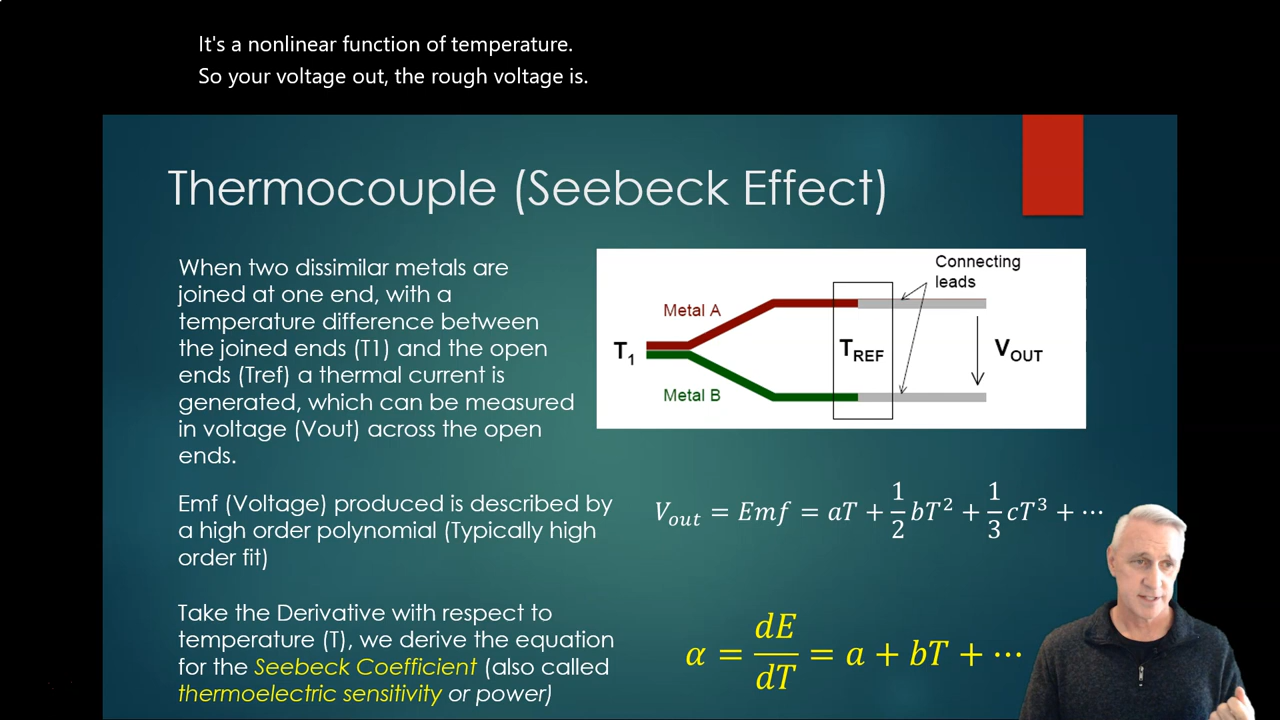 It's a nonlinear function of temperature.
So your voltage out, the rough voltage is.
Thermocouple (Seebeck Effect)
When two dissimilar metals are
joined at one end, with a
temperature difference between
the joined ends (T1) and the open
ends (Tref) a thermal current is
generated, which can be measured
in voltage (Vout) across the open
ends.
Connecting
leads
Metal A
T₁
T_REF
V_OUT
Metal B
Emf (Voltage) produced is described by
a high order polynomial (Typically high
order fit)
V_out = Emf = aT + 1/2 bT² + 1/3 cT³ + ⋯
Take the Derivative with respect to
temperature (T), we derive the equation
for the Seebeck Coefficient (also called
thermoelectric sensitivity or power)
α = dE/dT = a + bT + ⋯